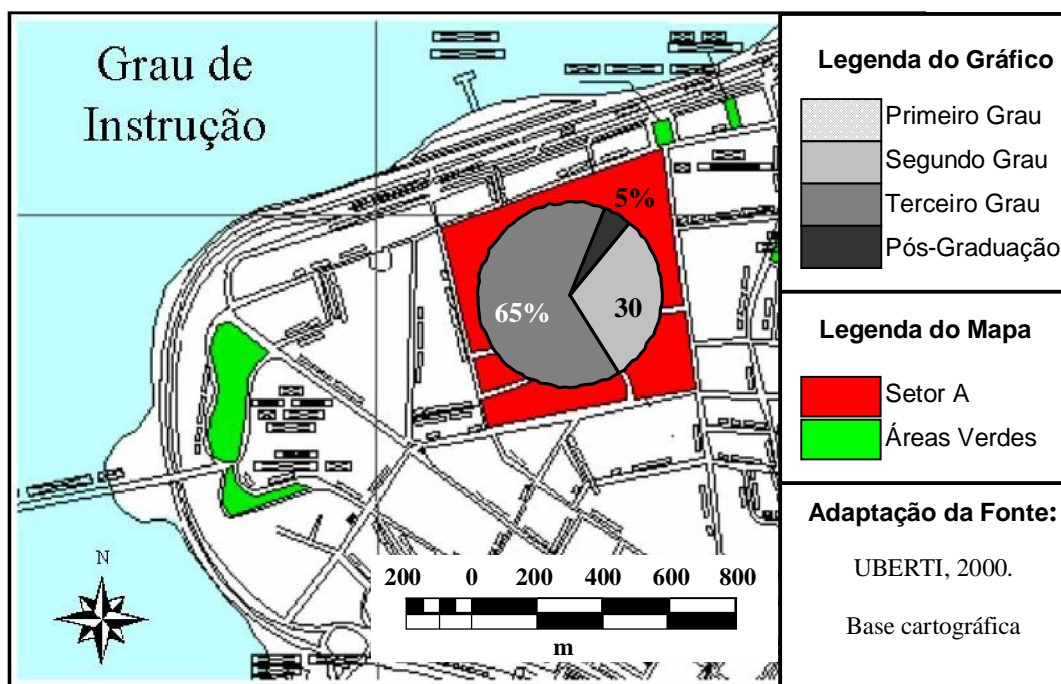 Grau de
Instrução
5%
65%
30
N
200 0 200 400 600 800
m
Legenda do Gráfico
Primeiro Grau
Segundo Grau
Terceiro Grau
Pós-Graduação
Legenda do Mapa
Setor A
Áreas Verdes
Adaptação da Fonte:
UBERTI, 2000.
Base cartográfica